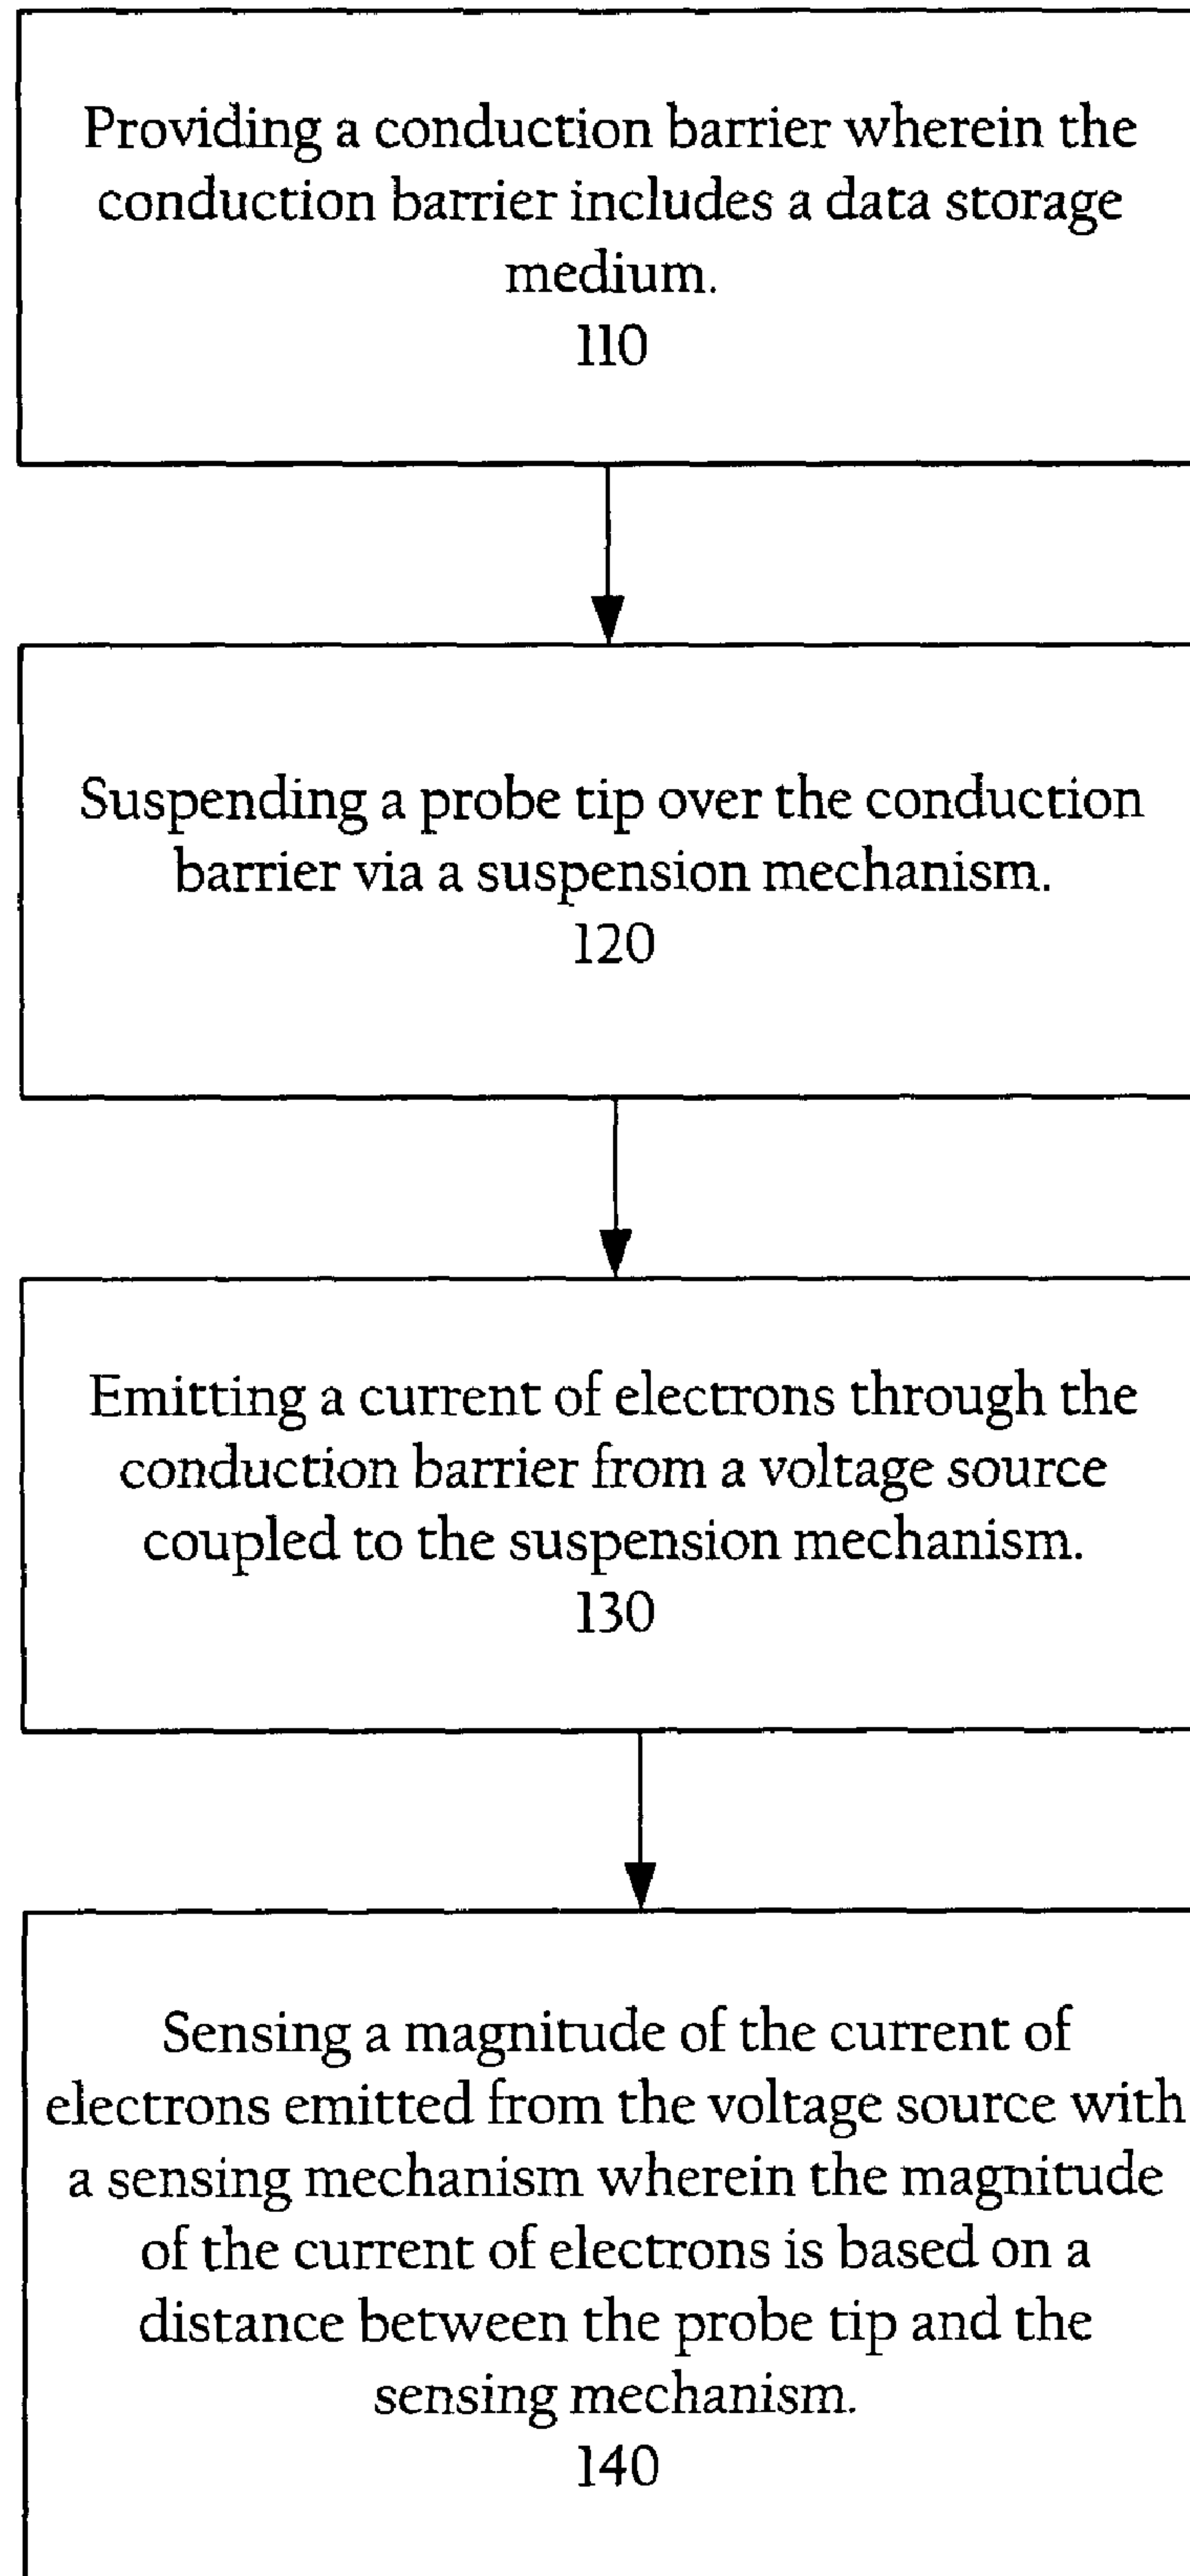 Providing a conduction barrier wherein the
conduction barrier includes a data storage
medium.
110
Suspending a probe tip over the conduction
barrier via a suspension mechanism.
120
Emitting a current of electrons through the
conduction barrier from a voltage source
coupled to the suspension mechanism.
130
Sensing a magnitude of the current of
electrons emitted from the voltage source with
a sensing mechanism wherein the magnitude
of the current of electrons is based on a
distance between the probe tip and the
sensing mechanism.
140